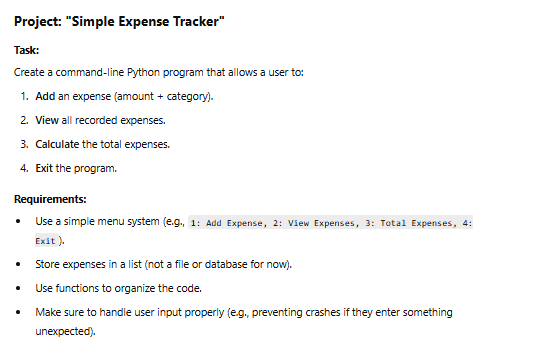 Project: "Simple Expense Tracker"
Task:
Create a command-line Python program that allows a user to:
1. Add an expense (amount + category).
2. View all recorded expenses.
3. Calculate the total expenses.
4. Exit the program.
Requirements:
• Use a simple menu system (e.g., 1: Add Expense, 2: View Expenses, 3: Total Expenses, 4:
Exit ).
• Store expenses in a list (not a file or database for now).
• Use functions to organize the code.
• Make sure to handle user input properly (e.g., preventing crashes if they enter something
unexpected).